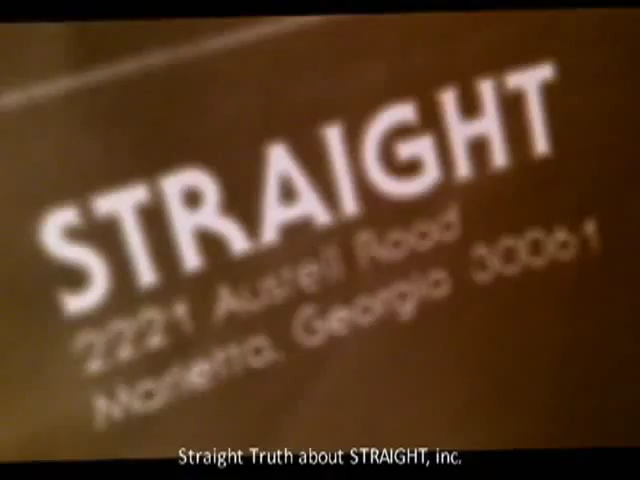 STRAIGHT
2221 Austell Road
Marietta, Georgia 30061
Straight Truth about STRAIGHT, inc.